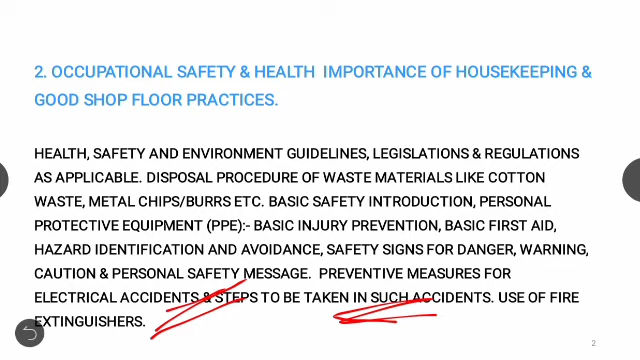 2. OCCUPATIONAL SAFETY & HEALTH IMPORTANCE OF HOUSEKEEPING &
GOOD SHOP FLOOR PRACTICES.
HEALTH, SAFETY AND ENVIRONMENT GUIDELINES, LEGISLATIONS & REGULATIONS
AS APPLICABLE. DISPOSAL PROCEDURE OF WASTE MATERIALS LIKE COTTON
WASTE, METAL CHIPS/BURRS ETC. BASIC SAFETY INTRODUCTION, PERSONAL
PROTECTIVE EQUIPMENT (PPE):- BASIC INJURY PREVENTION, BASIC FIRST AID,
HAZARD IDENTIFICATION AND AVOIDANCE, SAFETY SIGNS FOR DANGER, WARNING,
CAUTION & PERSONAL SAFETY MESSAGE. PREVENTIVE MEASURES FOR
ELECTRICAL ACCIDENTS & STEPS TO BE TAKEN IN SUCH ACCIDENTS. USE OF FIRE
EXTINGUISHERS.
2